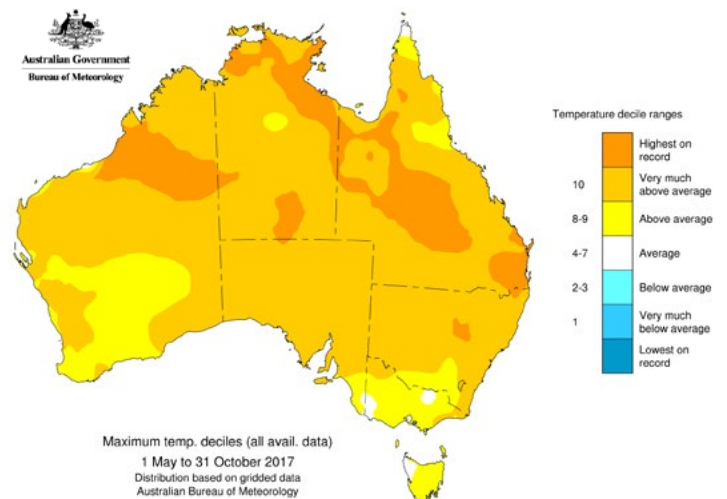 Australian Government
Bureau of Meteorology
Temperature decile ranges
Highest on
record
10
Very much
above average
8-9
Above average
4-7
Average
2-3
Below average
1
Very much
below average
Lowest on
record
Maximum temp. deciles (all avail. data)
1 May to 31 October 2017
Distribution based on gridded data
Australian Bureau of Meteorology